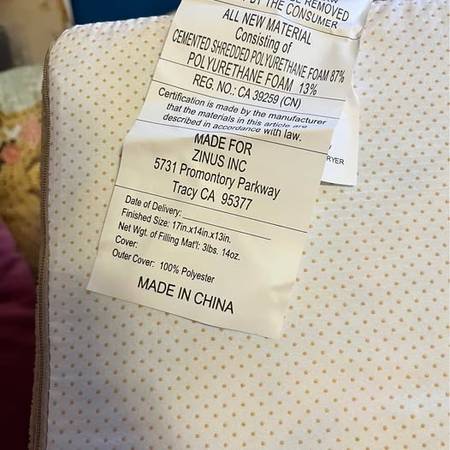 REMOVED
BY THE CONSUMER
ALL NEW MATERIAL
Consisting of
CEMENTED SHREDDED POLYURETHANE FOAM 87%
POLYURETHANE FOAM 13%
REG. NO.: CA 39259 (CN)
Certification is made by the manufacturer
that the materials in this article are
described in accordance with law.
MADE FOR
ZINUS INC
5731 Promontory Parkway
Tracy CA 95377
Date of Delivery:
Finished Size: 17in.x14in.x13in.
Net Wgt. of Filling Mat'l: 3lbs. 14oz.
Cover:
Outer Cover: 100% Polyester
MADE IN CHINA